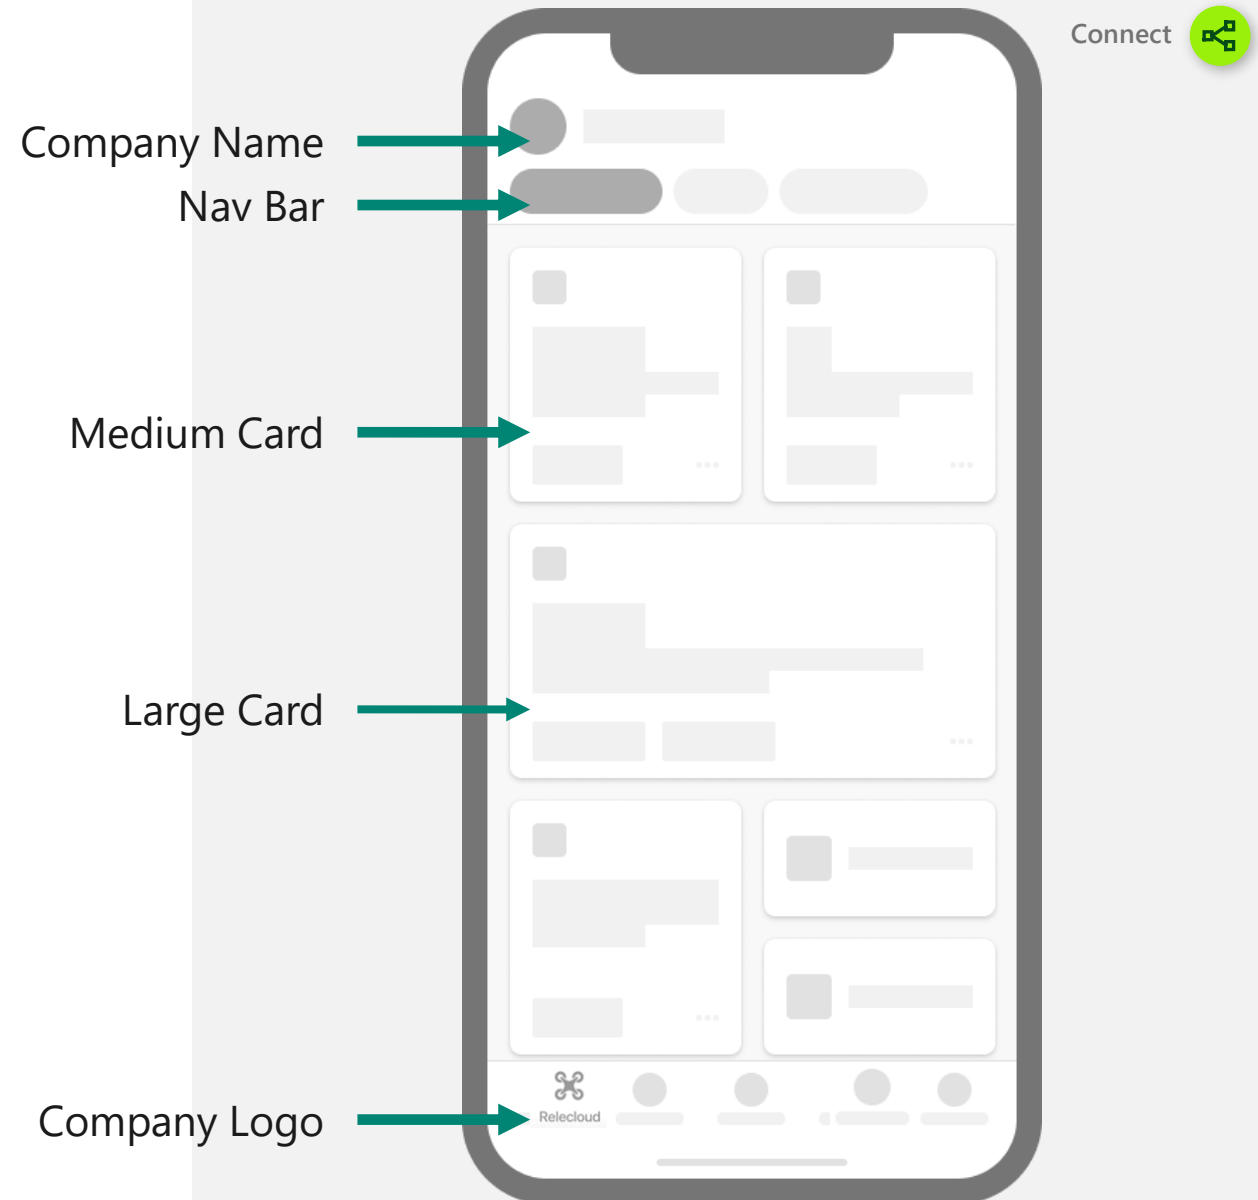 Connect
Company Name
Nav Bar
Medium Card
Large Card
Company Logo
Relecloud